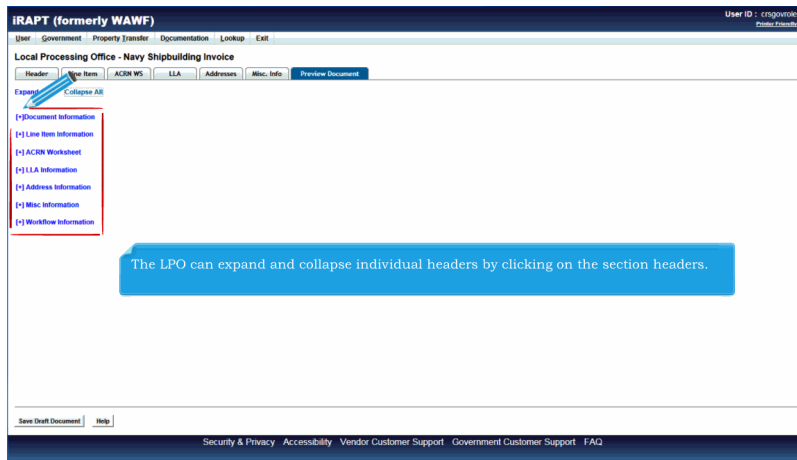 iRAPT (formerly WAWF)
User ID : crsgovrole
Printer Friendly
User Government Property Transfer Documentation Lookup Exit
Local Processing Office - Navy Shipbuilding Invoice
Header Line Item ACRN WS LLA Addresses Misc. Info Preview Document
Expand Collapse All
[+]Document Information
[+] Line Item Information
[+] ACRN Worksheet
[+] LLA Information
[+] Address Information
[+] Misc Information
[+] Workflow Information
The LPO can expand and collapse individual headers by clicking on the section headers.
Save Draft Document Help
Security & Privacy Accessibility Vendor Customer Support Government Customer Support FAQ